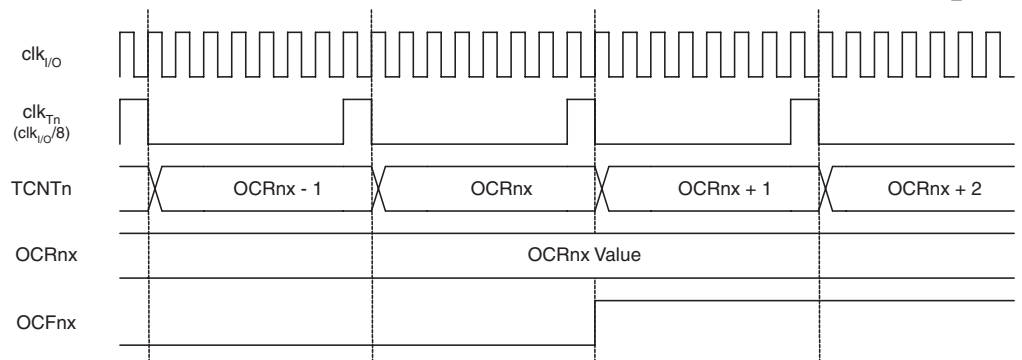 clkI/O
clkTn
(clkI/O/8)
TCNTn
OCRnx - 1
OCRnx
OCRnx + 1
OCRnx + 2
OCRnx
OCRnx Value
OCFnx